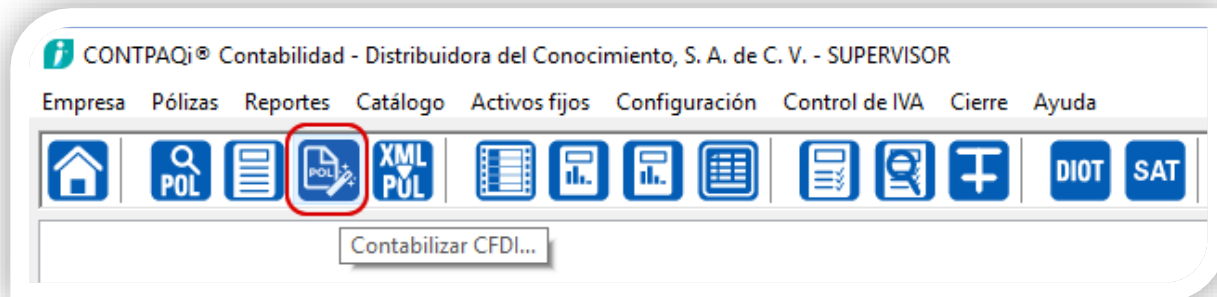 CONTPAQi® Contabilidad - Distribuidora del Conocimiento, S. A. de C. V. - SUPERVISOR
Empresa Pólizas Reportes Catálogo Activos fijos Configuración Control de IVA Cierre Ayuda
POL POL XML POL DIOT SAT
Contabilizar CFDI...